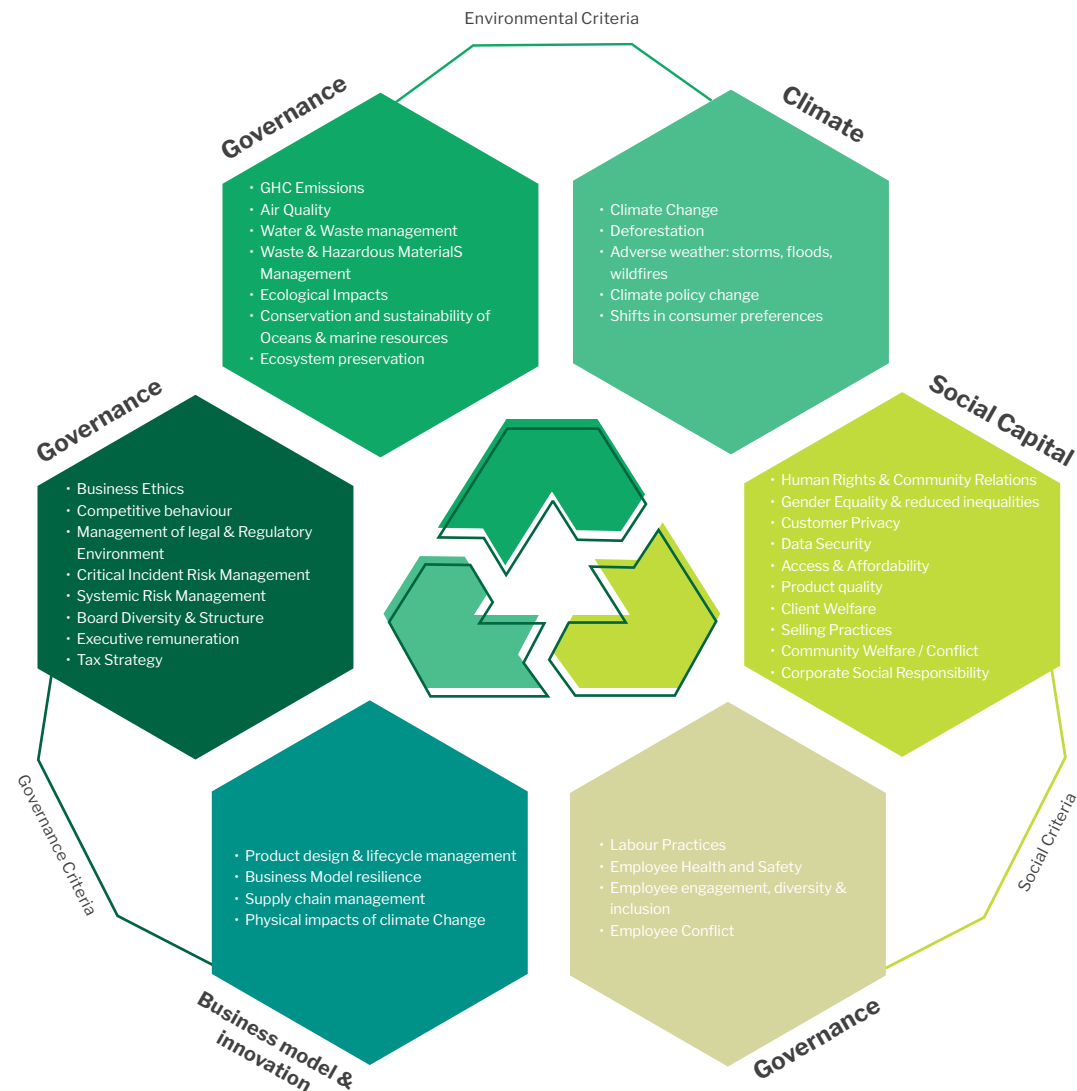 Environmental Criteria
Governance
• GHC Emissions
• Air Quality
• Water & Waste management
• Waste & Hazardous MaterialS
Management
• Ecological Impacts
• Conservation and sustainability of
Oceans & marine resources
• Ecosystem preservation
Climate
• Climate Change
• Deforestation
• Adverse weather: storms, floods,
wildfires
• Climate policy change
• Shifts in consumer preferences
Governance
• Business Ethics
• Competitive behaviour
• Management of legal & Regulatory
Environment
• Critical Incident Risk Management
• Systemic Risk Management
• Board Diversity & Structure
• Executive remuneration
• Tax Strategy
Social Capital
• Human Rights & Community Relations
• Gender Equality & reduced inequalities
• Customer Privacy
• Data Security
• Access & Affordability
• Product quality
• Client Welfare
• Selling Practices
• Community Welfare / Conflict
• Corporate Social Responsibility
Governance Criteria
• Product design & lifecycle management
• Business Model resilience
• Supply chain management
• Physical impacts of climate Change
Business model &
innovation
• Labour Practices
• Employee Health and Safety
• Employee engagement, diversity &
inclusion
• Employee Conflict
Governance
Social Criteria